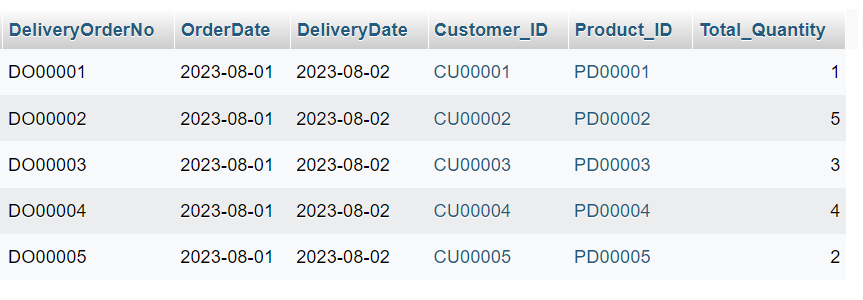 DeliveryOrderNo OrderDate DeliveryDate Customer_ID Product_ID Total_Quantity
DO00001 2023-08-01 2023-08-02 CU00001 PD00001 1
DO00002 2023-08-01 2023-08-02 CU00002 PD00002 5
DO00003 2023-08-01 2023-08-02 CU00003 PD00003 3
DO00004 2023-08-01 2023-08-02 CU00004 PD00004 4
DO00005 2023-08-01 2023-08-02 CU00005 PD00005 2